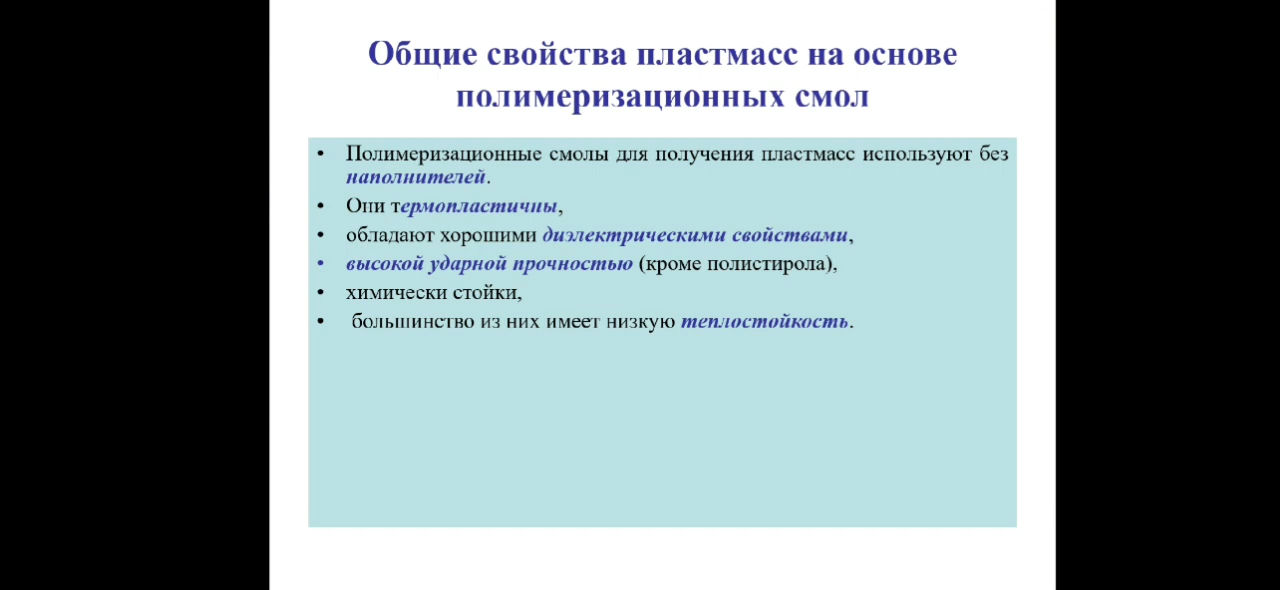 Общие свойства пластмасс на основе
полимеризационных смол
• Полимеризационные смолы для получения пластмасс используют без
наполнителей.
• Они термопластичны,
• обладают хорошими диэлектрическими свойствами,
• высокой ударной прочностью (кроме полистирола),
• химически стойки,
• большинство из них имеет низкую теплостойкость.